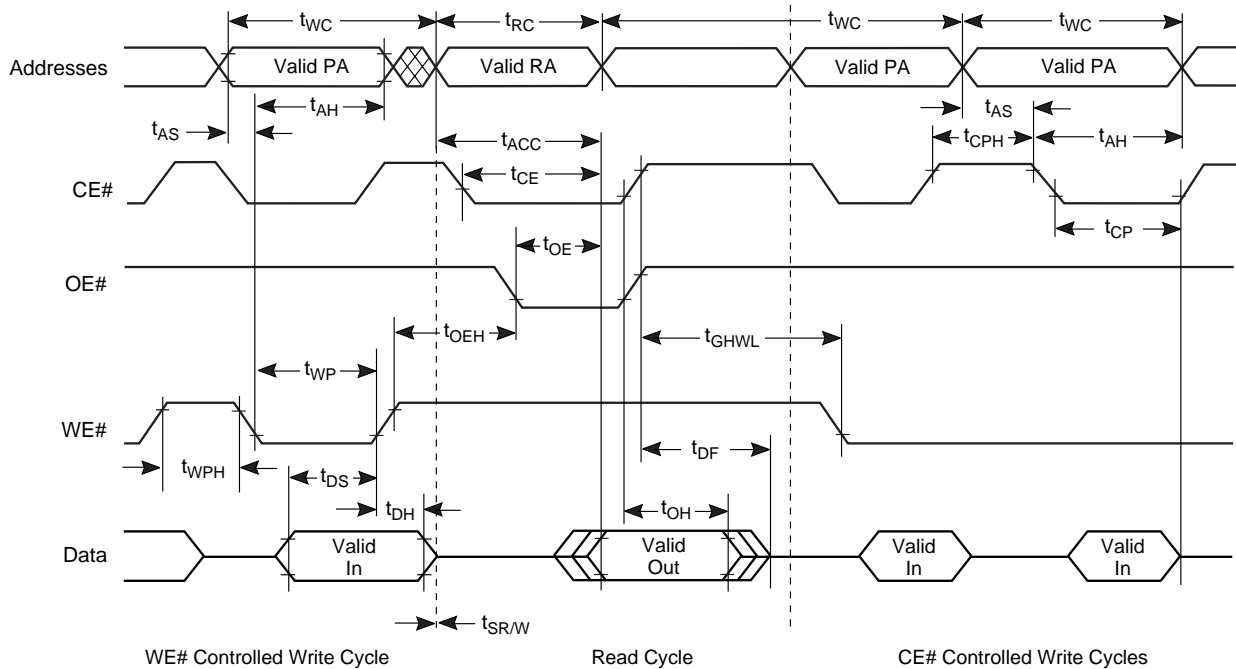 tWC tRC tWC tWC
Addresses Valid PA Valid RA Valid PA Valid PA
tAH tAS
tAS tACC tCPH tAH
CE# tCE
tOE tCP
OE#
tOEH tGHWL
tWP
WE#
tWPH tDS tDF
tDH tOH
Data Valid In Valid Out Valid In Valid In
tSR/W
WE# Controlled Write Cycle Read Cycle CE# Controlled Write Cycles